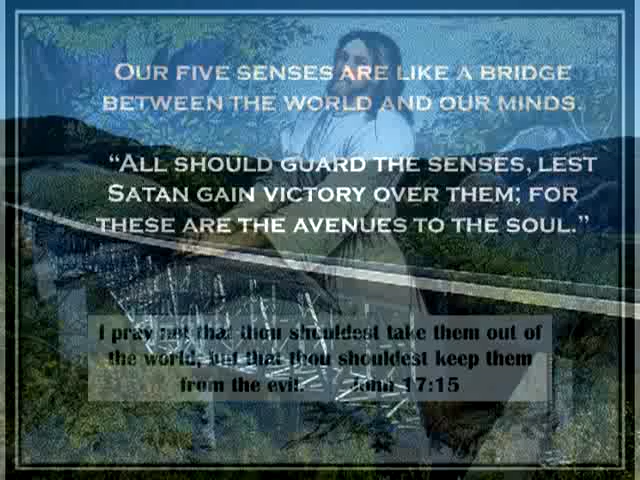 OUR FIVE SENSES ARE LIKE A BRIDGE
BETWEEN THE WORLD AND OUR MINDS.
“ALL SHOULD GUARD THE SENSES, LEST
SATAN GAIN VICTORY OVER THEM; FOR
THESE ARE THE AVENUES TO THE SOUL.”
I pray not that thou shouldest take them out of
the world, but that thou shouldest keep them
from the evil. John 17:15